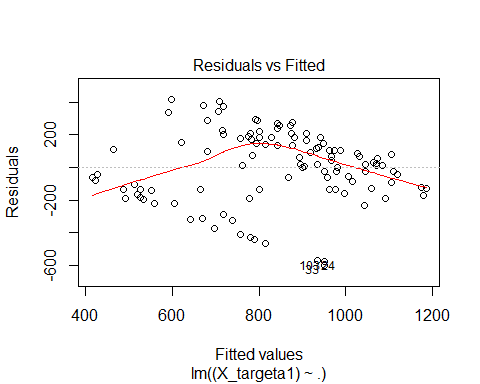 Residuals vs Fitted
Residuals
200
-200
-600
400
600
800
1000
1200
Fitted values
lm((X_targeta1) ~ .)